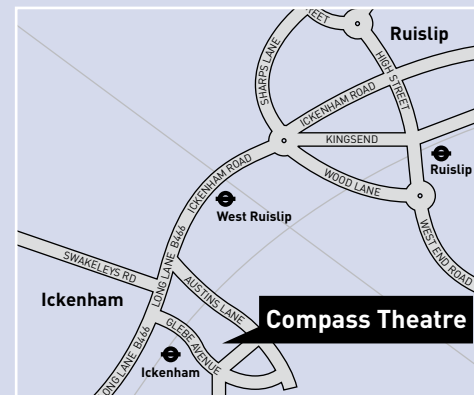 STREET
Ruislip
SHARPS LANE
HIGH STREET
ICKENHAM ROAD
KINGSEND
Ruislip
WOOD LANE
ICKENHAM ROAD
West Ruislip
WEST END ROAD
SWAKELEYS RD
LONG LANE B466
AUSTINS LANE
Ickenham
Compass Theatre
GLEBE AVENUE
LONG LANE B466
Ickenham